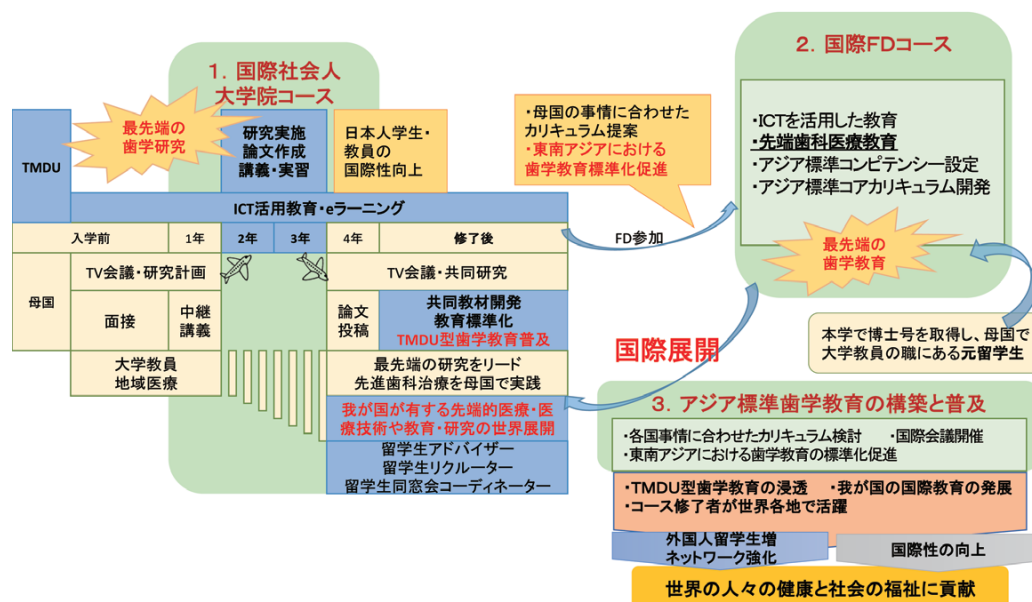 1. 国際社会人
大学院コース
TMDU
最先端の
歯学研究
研究実施
論文作成
講義・実習
日本人学生・
教員の
国際性向上
ICT活用教育・eラーニング
入学前
1年
2年
3年
4年
修了後
母国
TV会議・研究計画
TV会議・共同研究
面接
中継
講義
論文
投稿
共同教材開発
教育標準化
TMDU型歯学教育普及
大学教員
地域医療
最先端の研究をリード
先進歯科治療を母国で実践
我が国が有する先端的医療・医
療技術や教育・研究の世界展開
留学生アドバイザー
留学生リクルーター
留学生同窓会コーディネーター
・母国の事情に合わせた
カリキュラム提案
・東南アジアにおける
歯学教育標準化促進
FD参加
2. 国際FDコース
・ICTを活用した教育
・先端歯科医療教育
・アジア標準コンピテンシー設定
・アジア標準コアカリキュラム開発
最先端の
歯学教育
本学で博士号を取得し、母国で
大学教員の職にある元留学生
国際展開
3. アジア標準歯学教育の構築と普及
・各国事情に合わせたカリキュラム検討 ・国際会議開催
・東南アジアにおける歯学教育の標準化促進
・TMDU型歯学教育の浸透 ・我が国の国際教育の発展
・コース修了者が世界各地で活躍
外国人留学生増
ネットワーク強化
国際性の向上
世界の人々の健康と社会の福祉に貢献